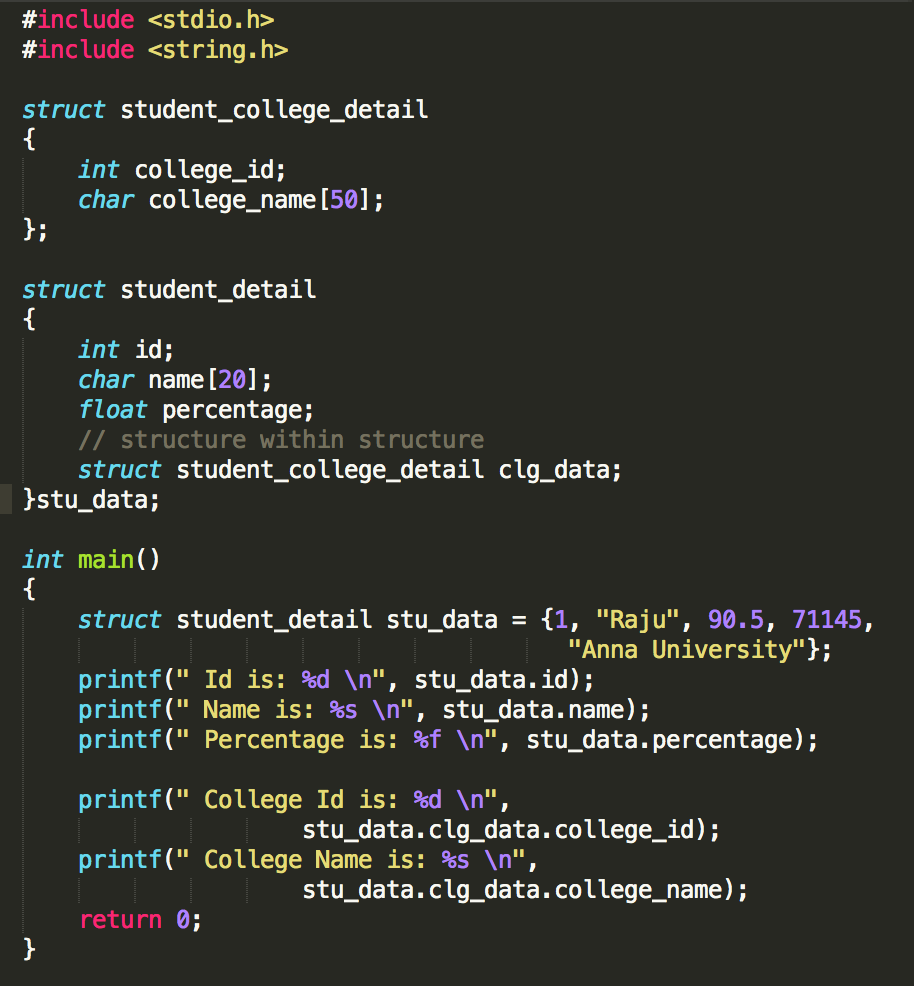 #include <stdio.h>
#include <string.h>

struct student_college_detail
{
    int college_id;
    char college_name[50];
};

struct student_detail
{
    int id;
    char name[20];
    float percentage;
    // structure within structure
    struct student_college_detail clg_data;
}stu_data;

int main()
{
    struct student_detail stu_data = {1, "Raju", 90.5, 71145,
                                       "Anna University"};
    printf(" Id is: %d \n", stu_data.id);
    printf(" Name is: %s \n", stu_data.name);
    printf(" Percentage is: %f \n", stu_data.percentage);

    printf(" College Id is: %d \n",
                    stu_data.clg_data.college_id);
    printf(" College Name is: %s \n",
                    stu_data.clg_data.college_name);
    return 0;
}